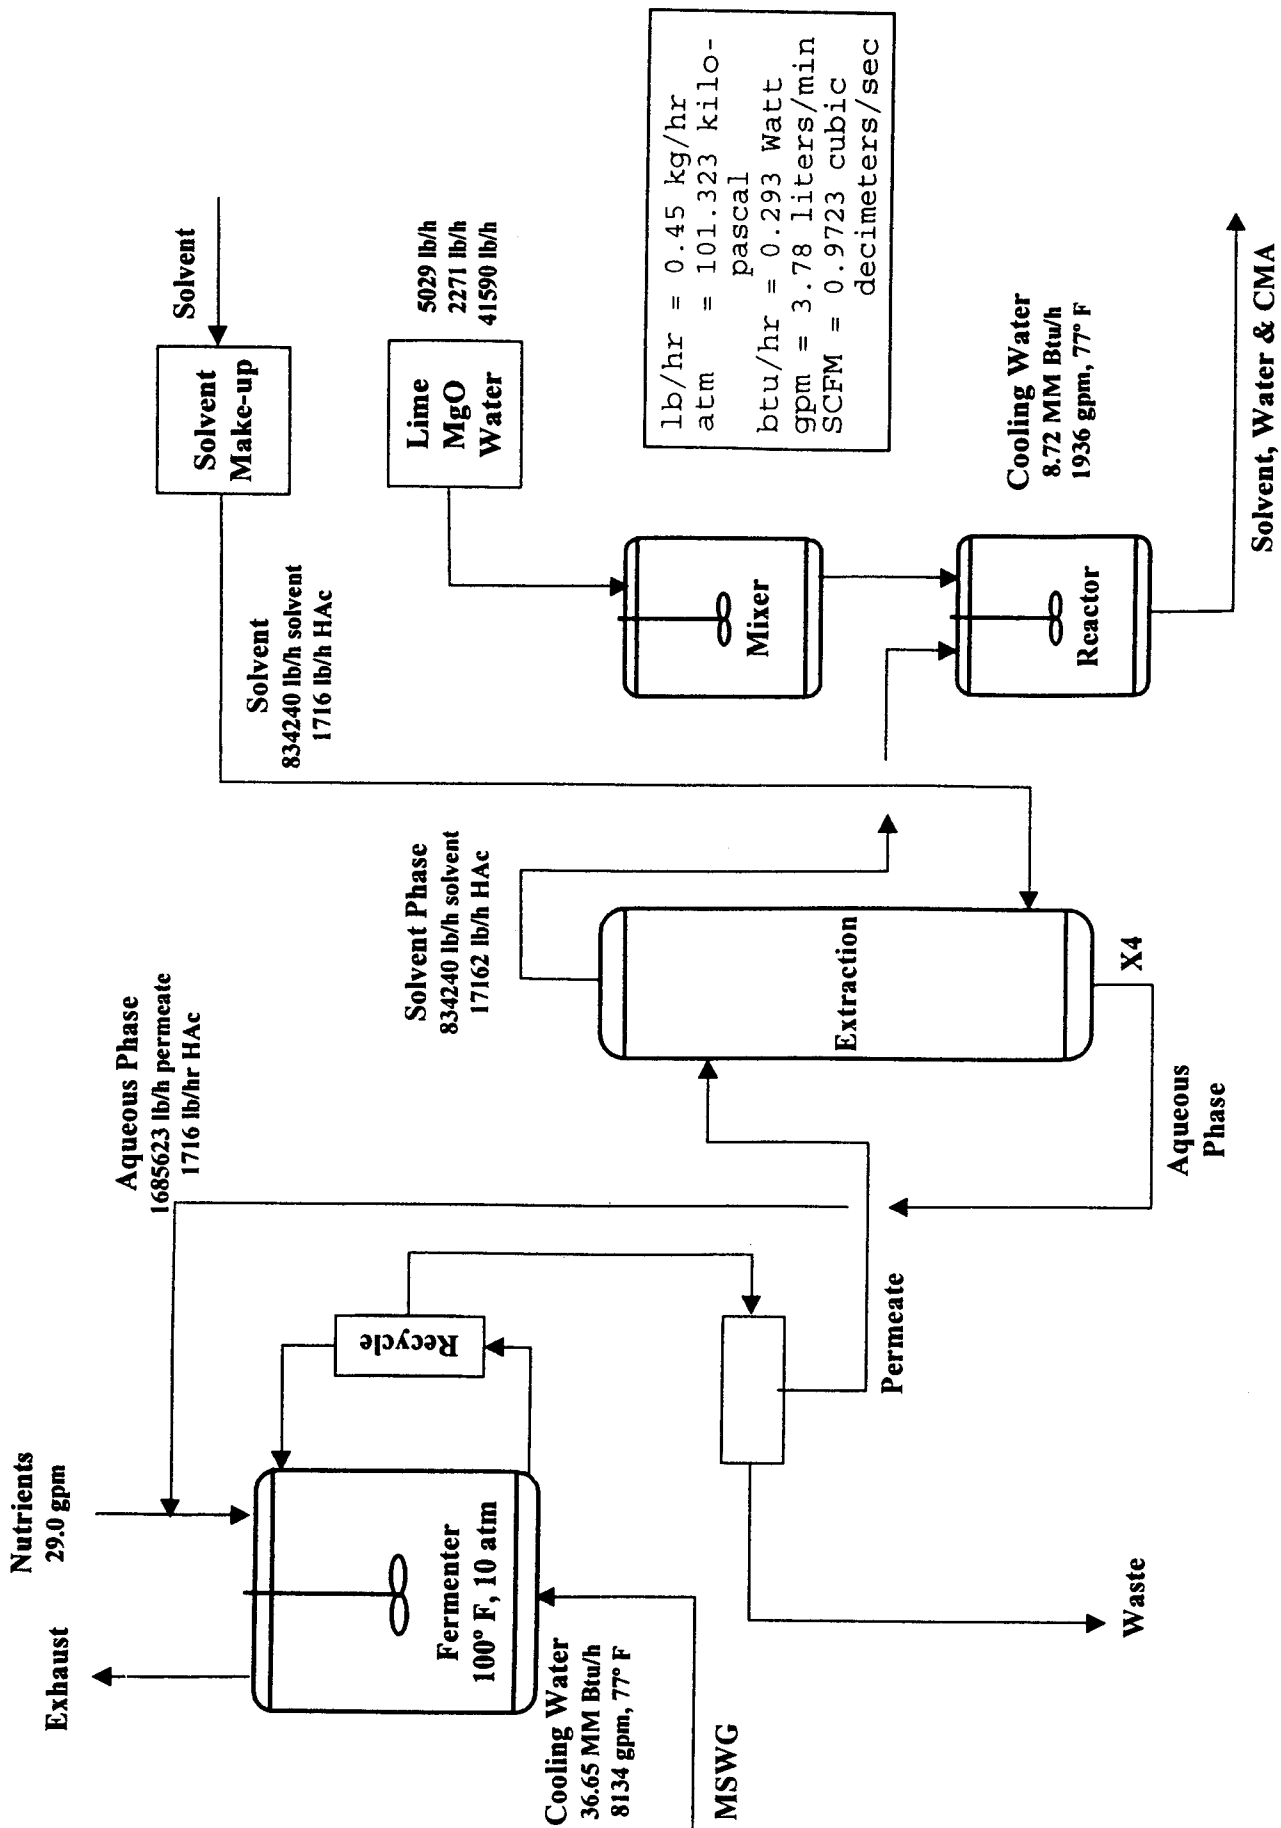 Exhaust
Nutrients
29.0 gpm
Fermenter
100° F, 10 atm
Cooling Water
36.65 MM Btu/h
8134 gpm, 77° F
MSWG
Recycle
Waste
Permeate
Aqueous Phase
1685623 lb/h permeate
1716 lb/hr HAc
Aqueous
Phase
X4
Extraction
Solvent Phase
834240 lb/h solvent
17162 lb/h HAc
Solvent
834240 lb/h solvent
1716 lb/h HAc
Solvent
Make-up
Solvent
Lime
MgO
Water
5029 lb/h
2271 lb/h
41590 lb/h
Mixer
Reactor
Cooling Water
8.72 MM Btu/h
1936 gpm, 77° F
Solvent, Water & CMA
lb/hr = 0.45 kg/hr
atm = 101.323 kilo-
pascal
btu/hr = 0.293 Watt
gpm = 3.78 liters/min
SCFM = 0.9723 cubic
decimeters/sec